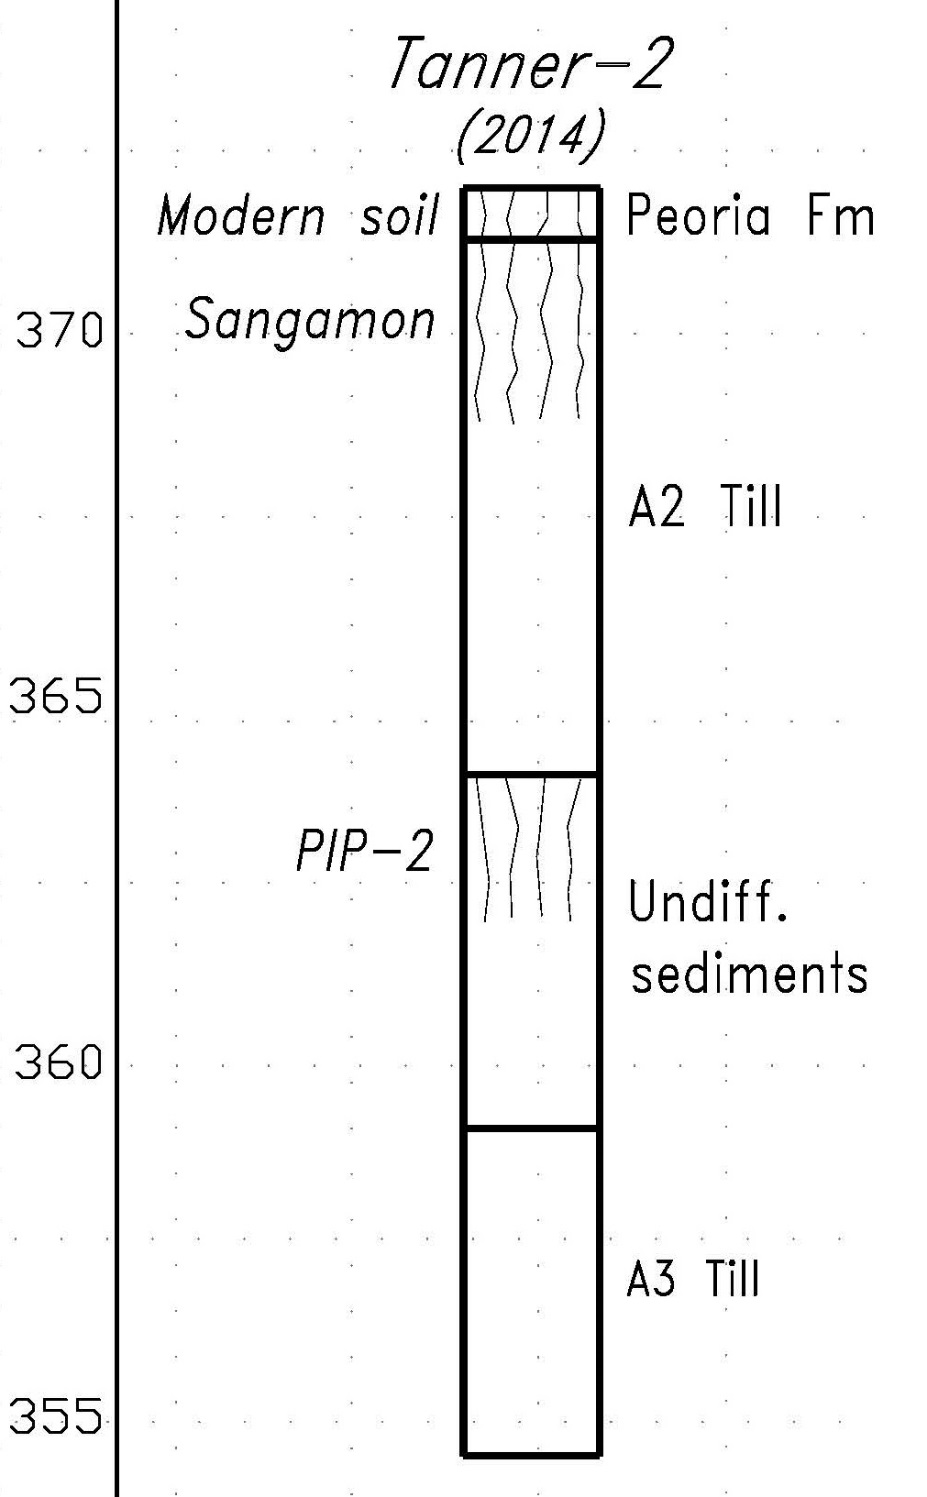 Tanner-2
(2014)
Modern soil
Peoria Fm
370
Sangamon
A2 Till
365
PIP-2
Undiff.
sediments
360
A3 Till
355